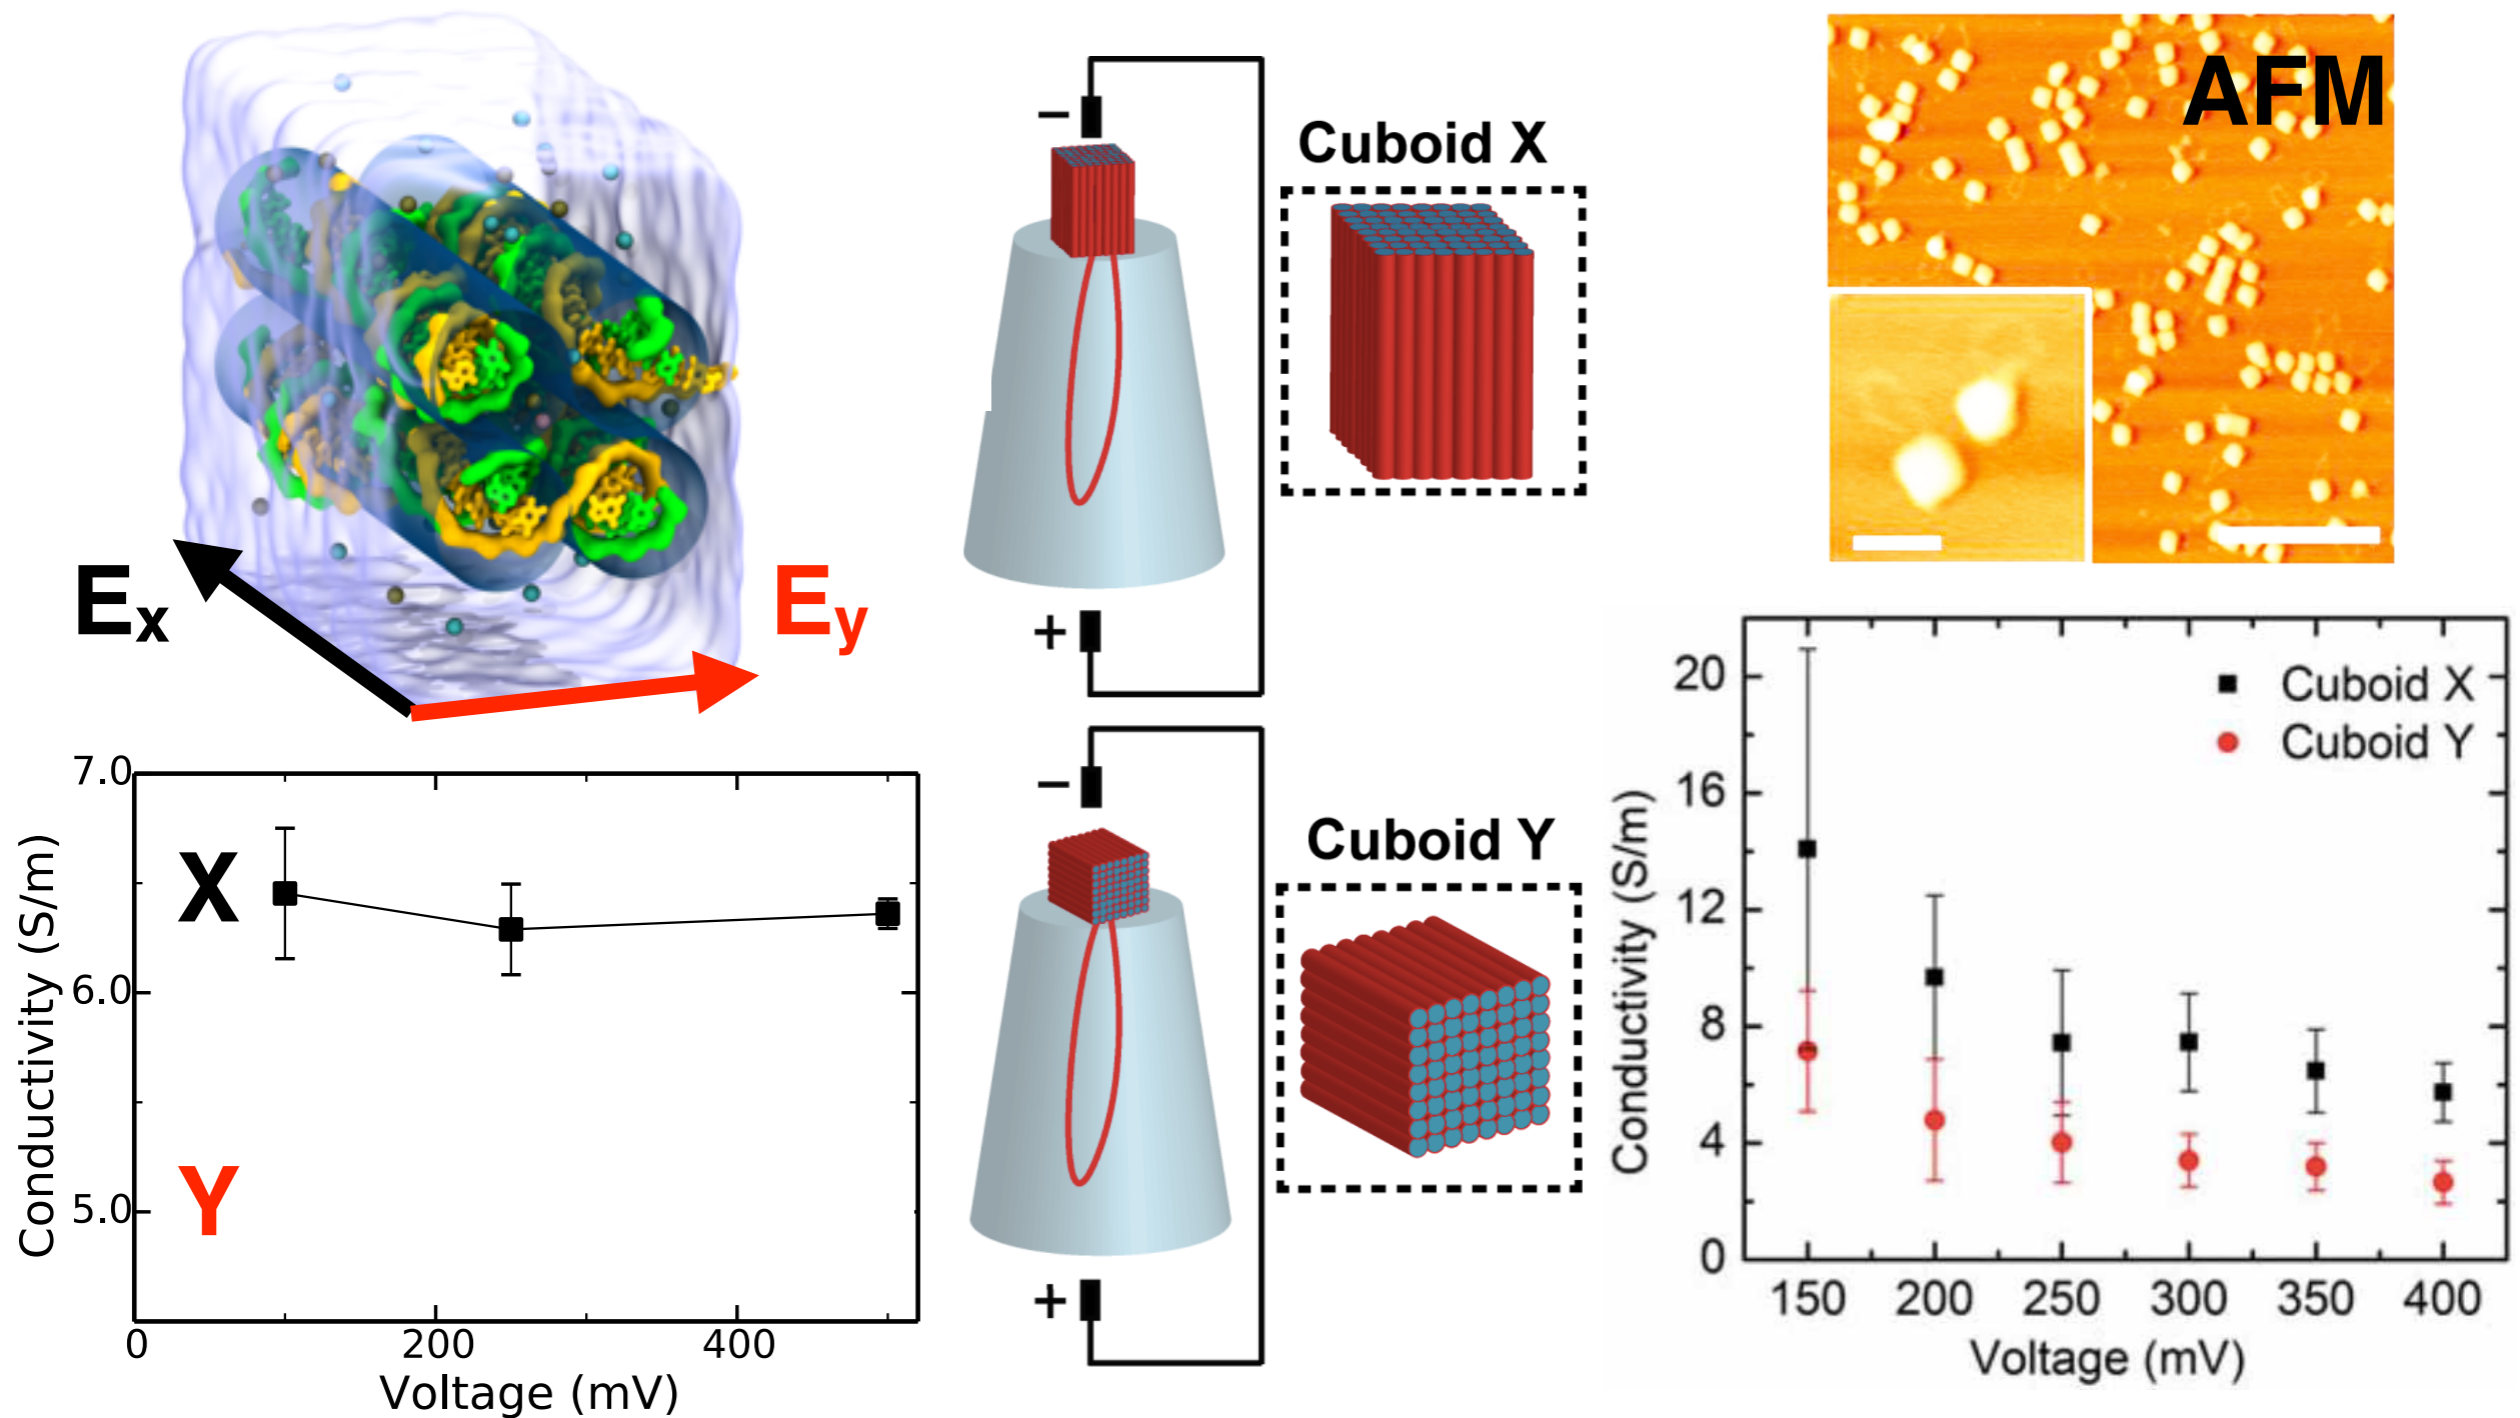 Ex
Ey
7.0
6.0
5.0
Conductivity (S/m)
X
Y
0
200
400
Voltage (mV)
−
+
Cuboid X
−
+
Cuboid Y
AFM
20
16
12
8
4
0
Conductivity (S/m)
Cuboid X
Cuboid Y
150
200
250
300
350
400
Voltage (mV)